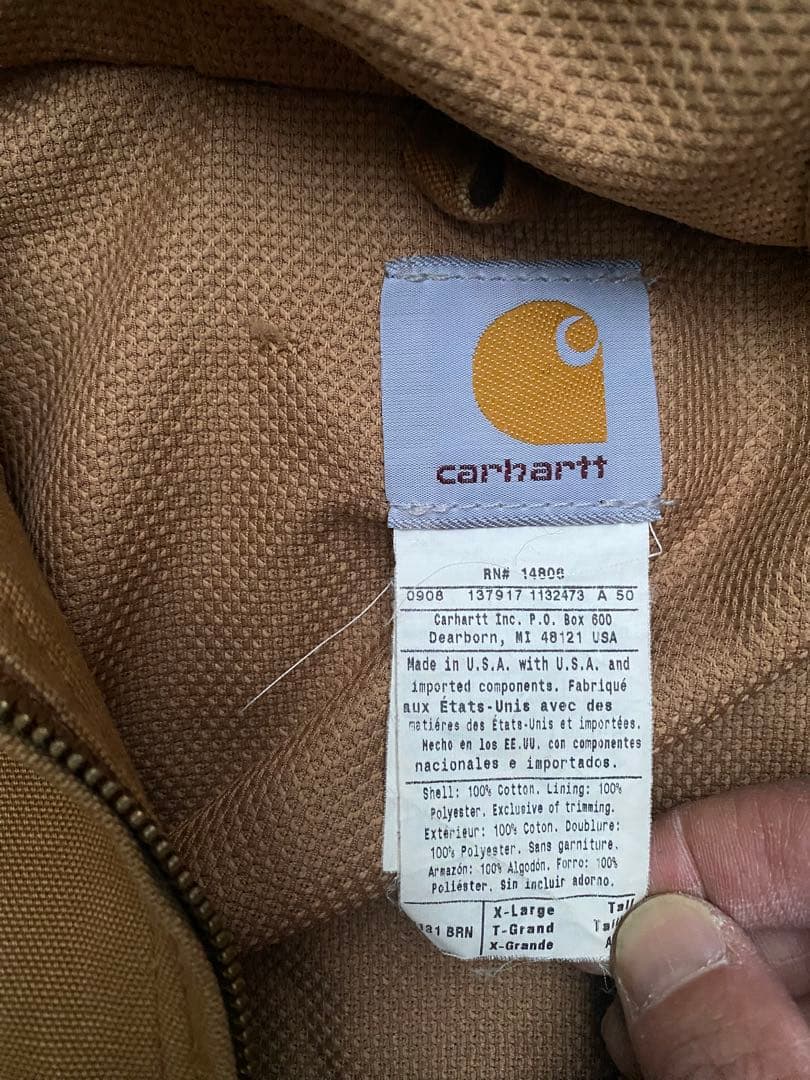 carhartt
RN# 14806
0908 137917 1132473 A 50
Carhartt Inc. P.O. Box 600
Dearborn, MI 48121 USA
Made in U.S.A. with U.S.A. and
imported components. Fabriqué
aux États-Unis avec des
matiéres des États-Unis et importées.
Hecho en los EE.UU. con componentes
nacionales e importados.
Shell: 100% Cotton. Lining: 100%
Polyester. Exclusive of trimming.
Extérieur: 100% Coton. Doublure:
100% Polyester. Sans garniture.
Armazón: 100% Algodón. Forro: 100%
Poliéster. Sin incluir adorno.
X-Large
BRN T-Grand
X-Grande